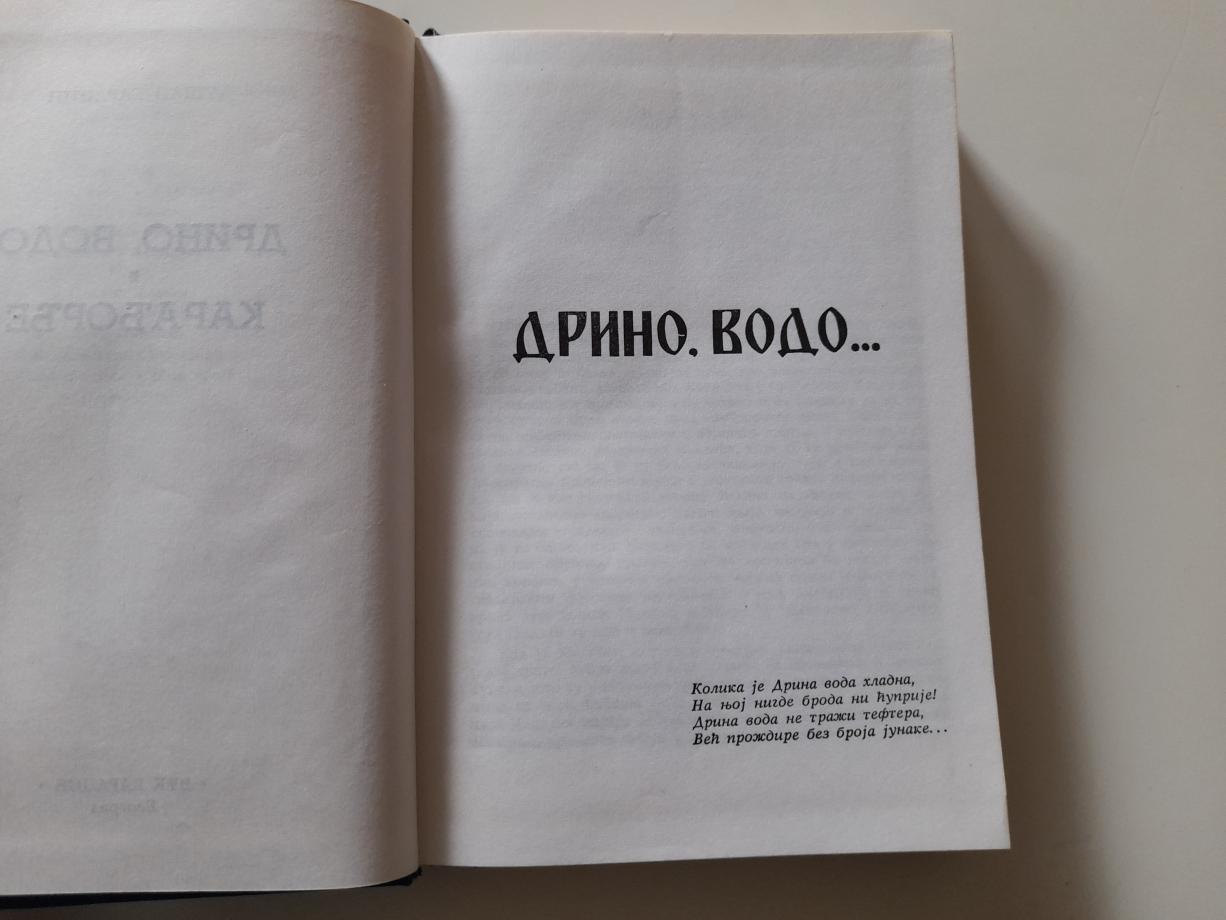 ДРИНО, ВОДО...
Колика је Дрина вода хладна,
На њој нигде брода ни ћуприје!
Дрина вода не тражи тефтера,
Већ прождире без броја јунаке...